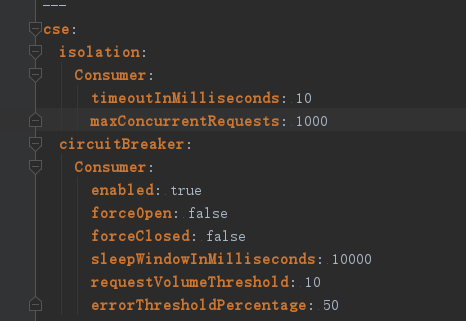 ---
cse:
isolation:
Consumer:
timeoutInMilliseconds: 10
maxConcurrentRequests: 1000
circuitBreaker:
Consumer:
enabled: true
forceOpen: false
forceClosed: false
sleepWindowInMilliseconds: 10000
requestVolumeThreshold: 10
errorThresholdPercentage: 50